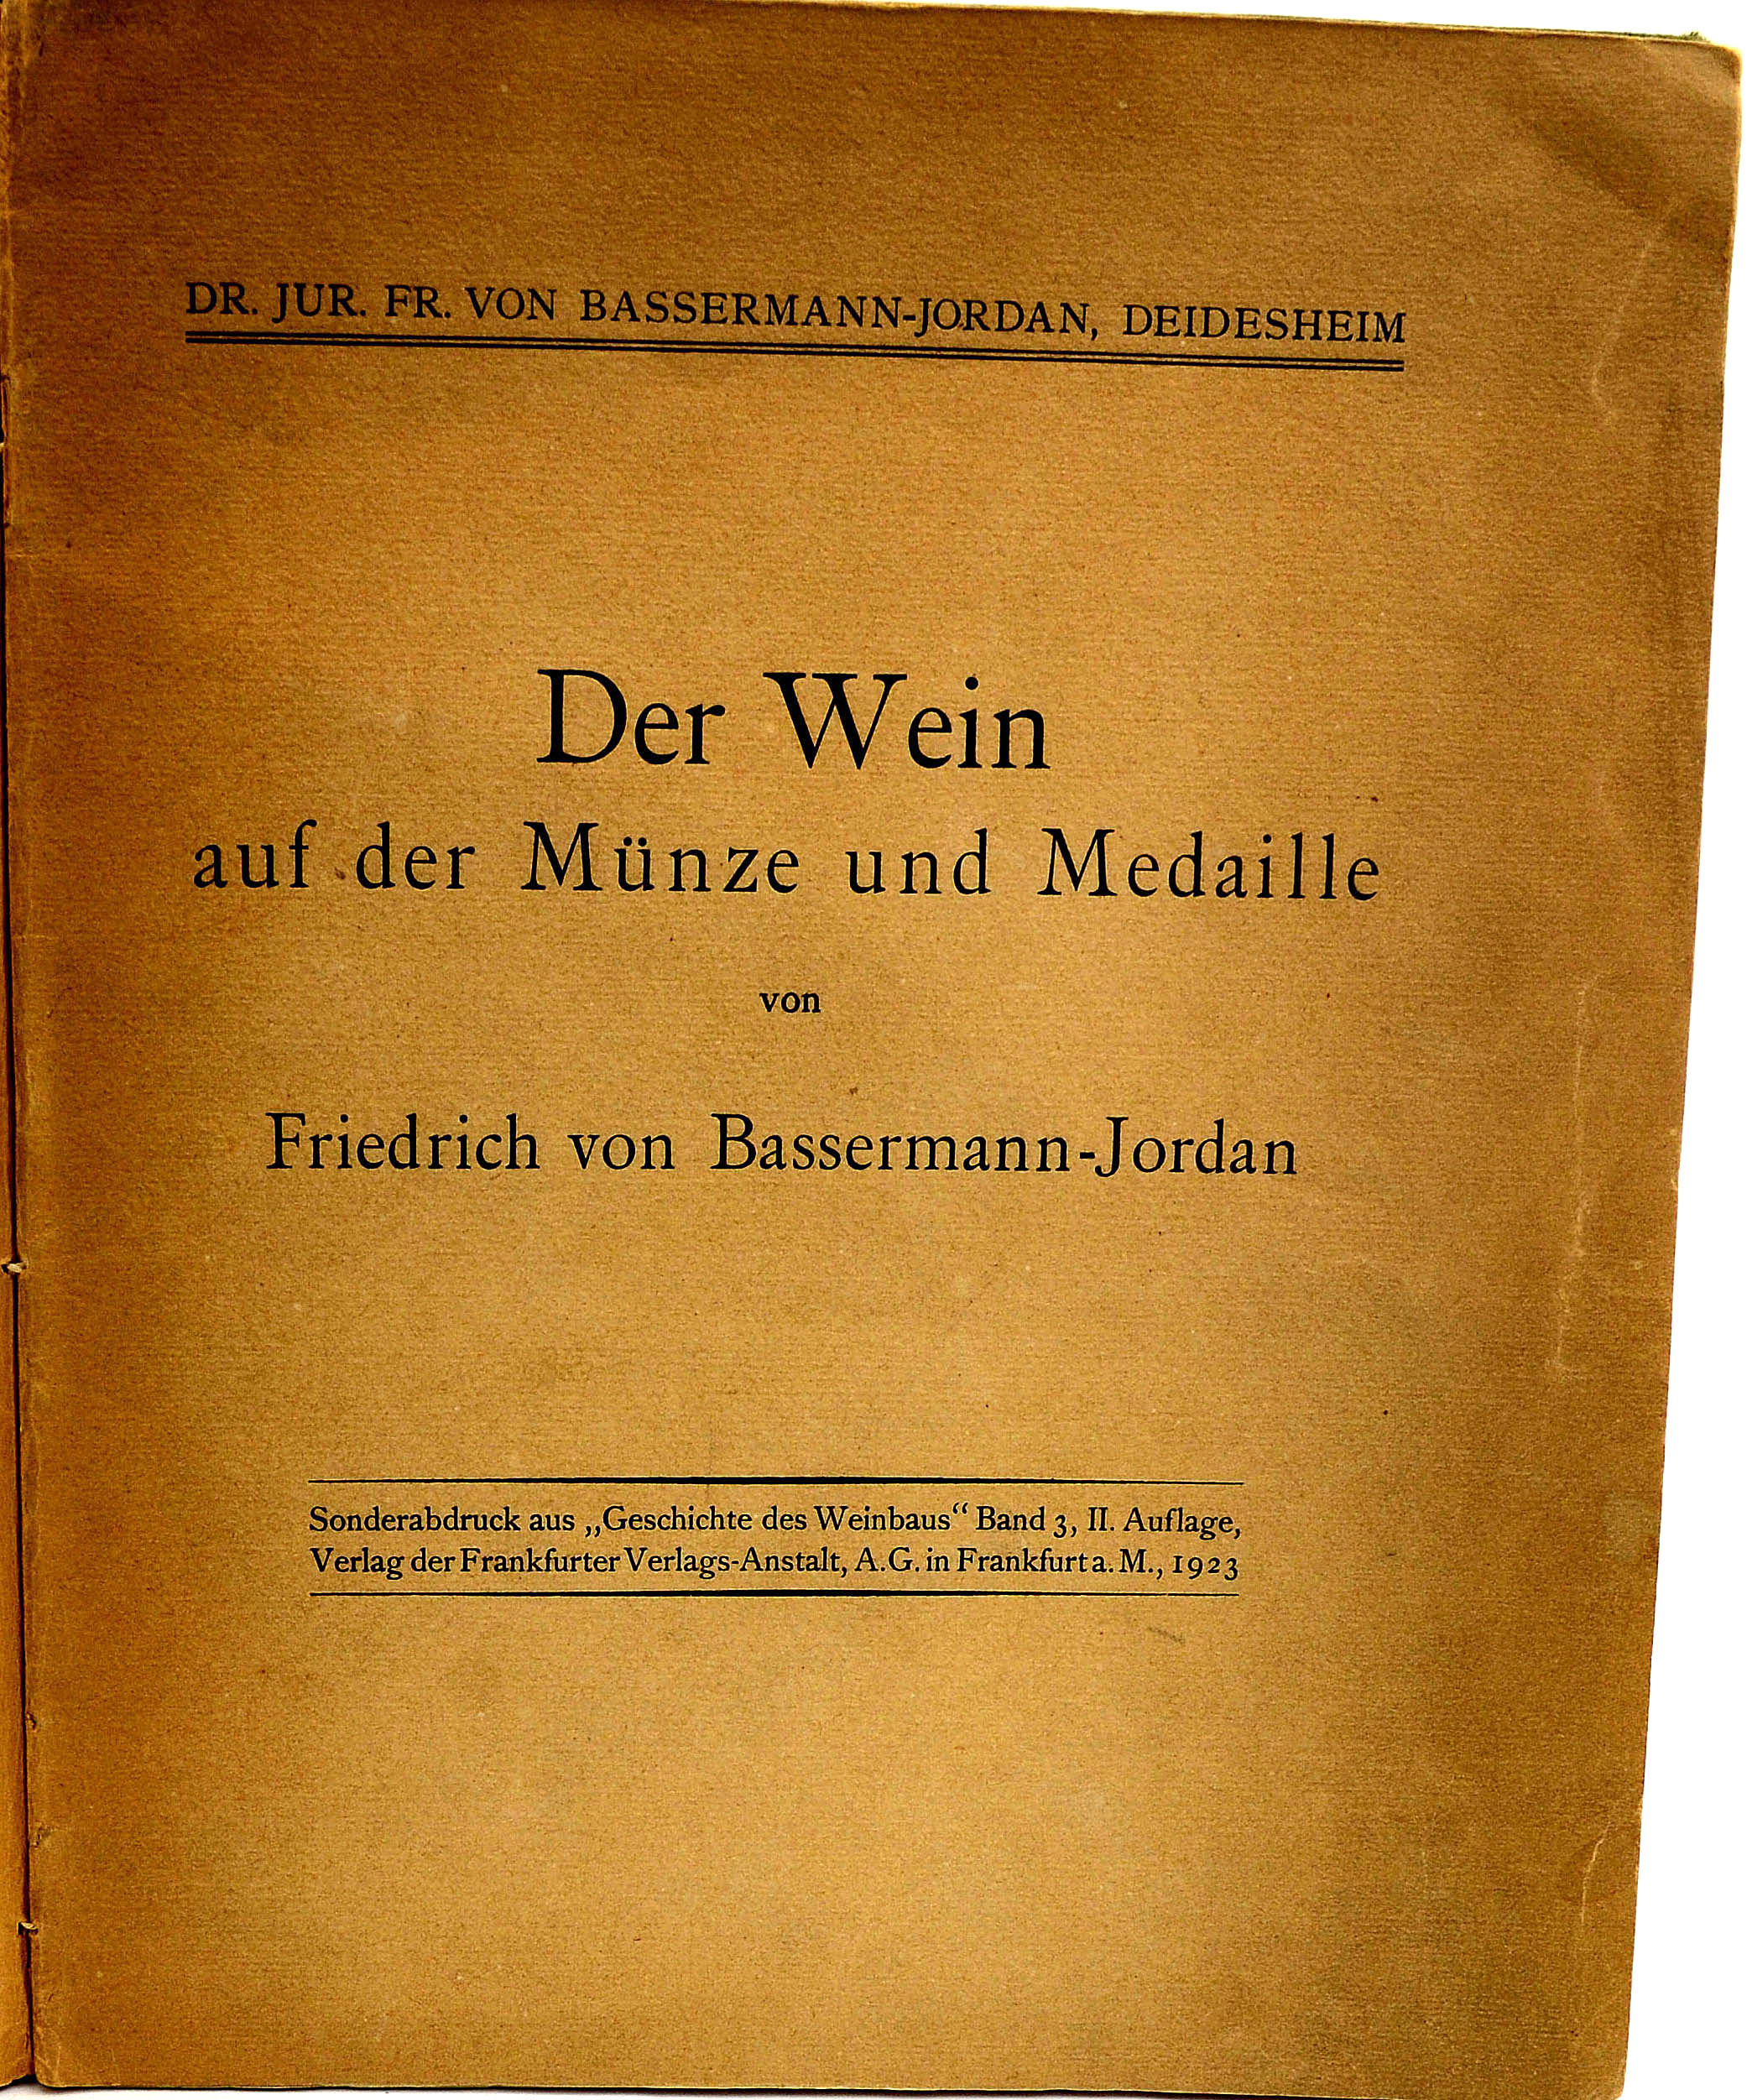 DR. JUR. FR. VON BASSERMANN-JORDAN, DEIDESHEIM
Der Wein
auf der Münze und Medaille
von
Friedrich von Bassermann-Jordan
Sonderabdruck aus „Geschichte des Weinbaus“ Band 3, II. Auflage,
Verlag der Frankfurter Verlags-Anstalt, A.G. in Frankfurt a. M., 1923